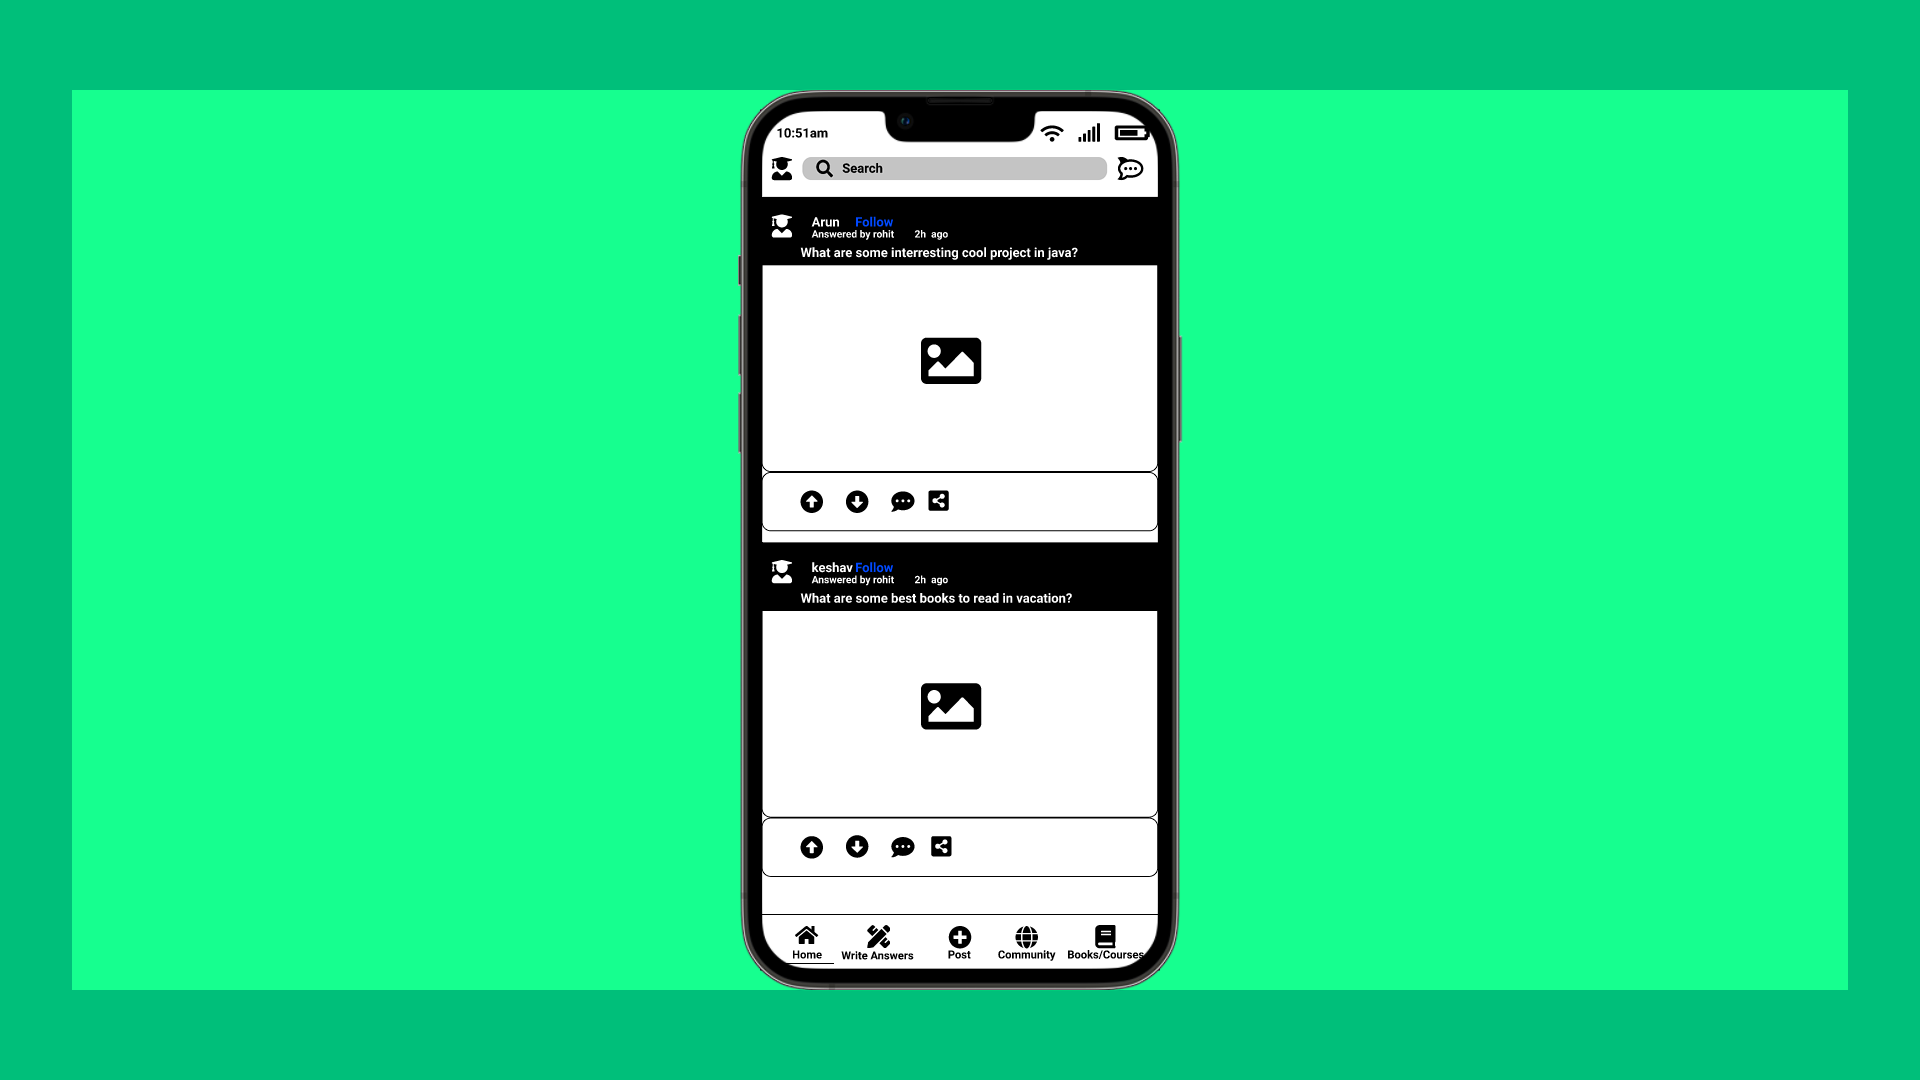 10:51am
Search
Arun Follow
Answered by rohit 2h ago
What are some interresting cool project in java?
keshav Follow
Answered by rohit 2h ago
What are some best books to read in vacation?
Home Write Answers Post Community Books/Courses